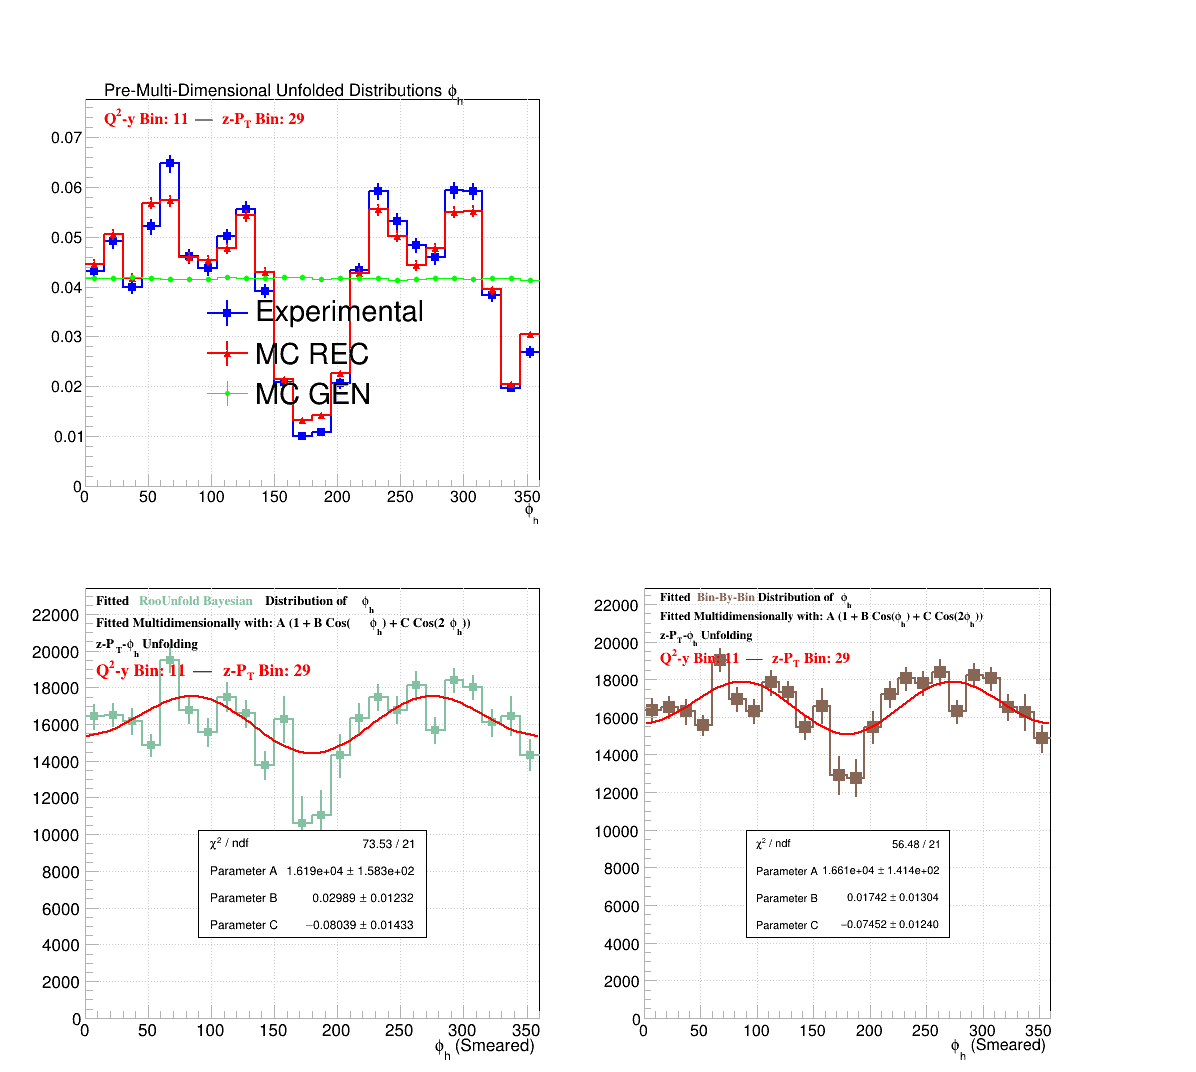 Pre-Multi-Dimensional Unfolded Distributions ϕh
Q2-y Bin: 11 — z-PT Bin: 29
0.07
0.06
0.05
0.04
0.03
0.02
0.01
0
Experimental
MC REC
MC GEN
0 50 100 150 200 250 300 350
ϕh
Fitted RooUnfold Bayesian Distribution of ϕh
Fitted Multidimensionally with: A (1 + B Cos( ϕh) + C Cos(2 ϕh))
z-PT-ϕh Unfolding
Q2-y Bin: 11 — z-PT Bin: 29
22000
20000
18000
16000
14000
12000
10000
8000
6000
4000
2000
0
χ2 / ndf 73.53 / 21
Parameter A 1.619e+04 ± 1.583e+02
Parameter B 0.02989 ± 0.01232
Parameter C −0.08039 ± 0.01433
0 50 100 150 200 250 300 350
ϕh (Smeared)
Fitted Bin-By-Bin Distribution of ϕh
Fitted Multidimensionally with: A (1 + B Cos(ϕh) + C Cos(2ϕh))
z-PT-ϕh Unfolding
Q2-y Bin: 11 — z-PT Bin: 29
22000
20000
18000
16000
14000
12000
10000
8000
6000
4000
2000
0
χ2 / ndf 56.48 / 21
Parameter A 1.661e+04 ± 1.414e+02
Parameter B 0.01742 ± 0.01304
Parameter C −0.07452 ± 0.01240
0 50 100 150 200 250 300 350
ϕh (Smeared)